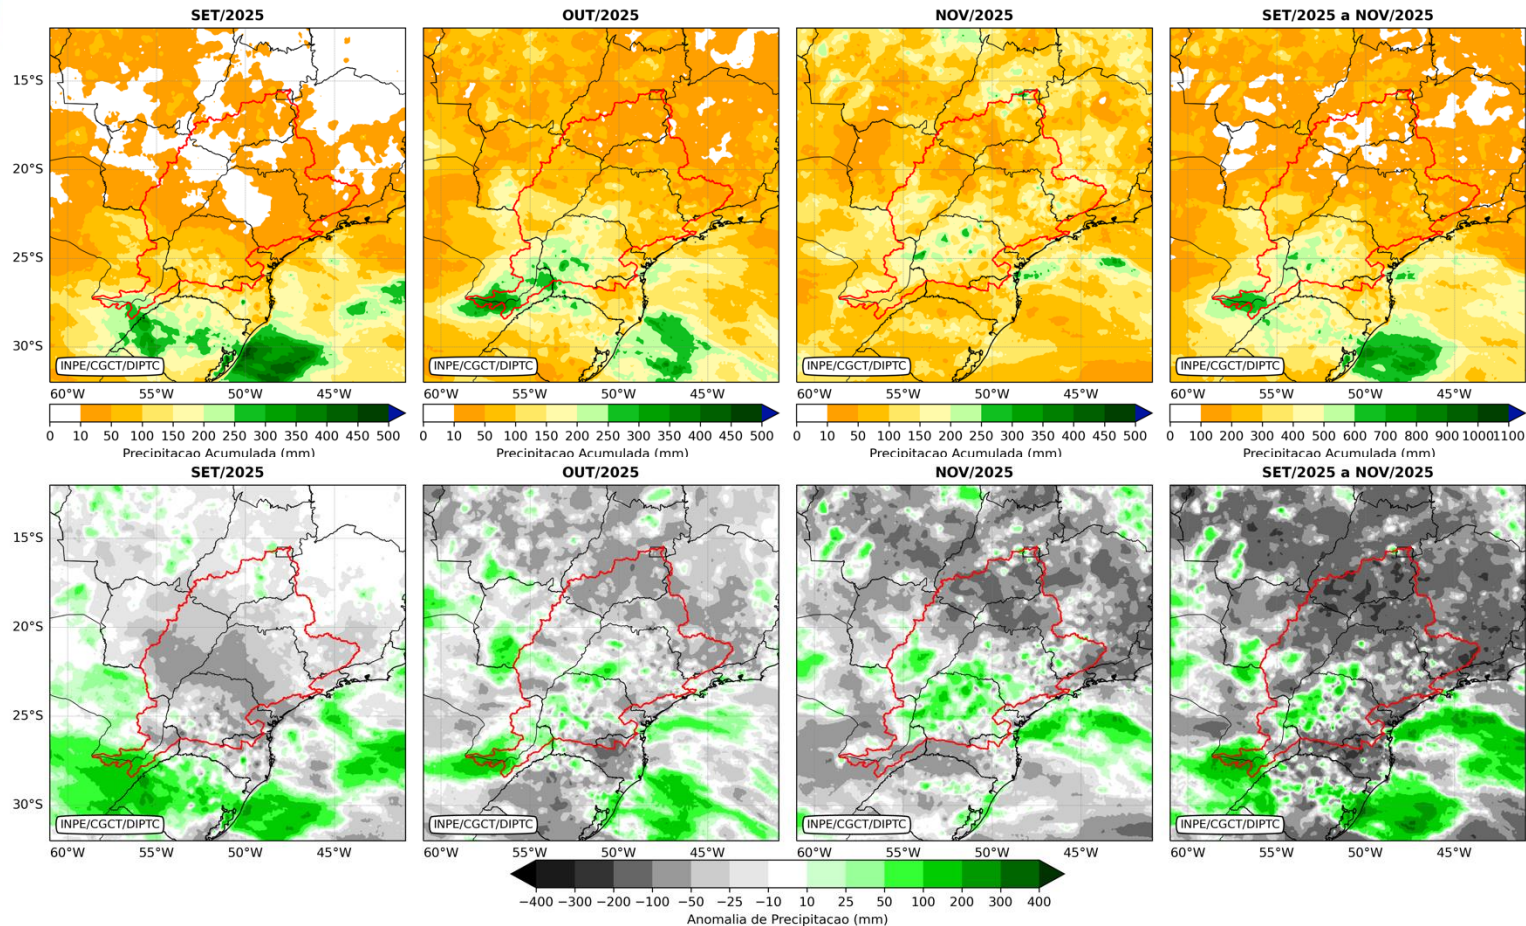 SET/2025 OUT/2025 NOV/2025 SET/2025 a NOV/2025
15°S
20°S
25°S
30°S
INPE/CGCT/DIPTC INPE/CGCT/DIPTC INPE/CGCT/DIPTC INPE/CGCT/DIPTC
60°W 55°W 50°W 45°W 60°W 55°W 50°W 45°W 60°W 55°W 50°W 45°W 60°W 55°W 50°W 45°W
0 10 50 100 150 200 250 300 350 400 450 500 0 10 50 100 150 200 250 300 350 400 450 500 0 10 50 100 150 200 250 300 350 400 450 500 0 100 200 300 400 500 600 700 800 900 1000 1100
Precipitacao Acumulada (mm) Precipitacao Acumulada (mm) Precipitacao Acumulada (mm) Precipitacao Acumulada (mm)
SET/2025 OUT/2025 NOV/2025 SET/2025 a NOV/2025
15°S
20°S
25°S
30°S
INPE/CGCT/DIPTC INPE/CGCT/DIPTC INPE/CGCT/DIPTC INPE/CGCT/DIPTC
60°W 55°W 50°W 45°W 60°W 55°W 50°W 45°W 60°W 55°W 50°W 45°W 60°W 55°W 50°W 45°W
−400 −300 −200 −100 −50 −25 −10 10 25 50 100 200 300 400
Anomalia de Precipitacao (mm)